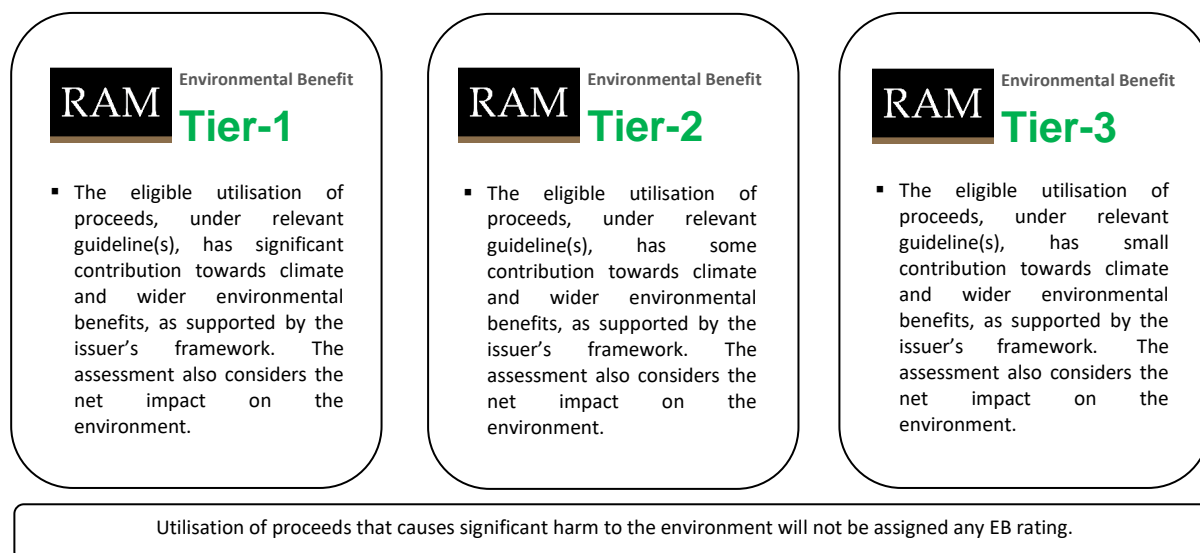 RAM
Environmental Benefit
Tier-1
▪ The eligible utilisation of
proceeds, under relevant
guideline(s), has significant
contribution towards climate
and wider environmental
benefits, as supported by the
issuer’s framework. The
assessment also considers the
net impact on the
environment.
RAM
Environmental Benefit
Tier-2
▪ The eligible utilisation of
proceeds, under relevant
guideline(s), has some
contribution towards climate
and wider environmental
benefits, as supported by the
issuer’s framework. The
assessment also considers the
net impact on the
environment.
RAM
Environmental Benefit
Tier-3
▪ The eligible utilisation of
proceeds, under relevant
guideline(s), has small
contribution towards climate
and wider environmental
benefits, as supported by the
issuer’s framework. The
assessment also considers the
net impact on the
environment.
Utilisation of proceeds that causes significant harm to the environment will not be assigned any EB rating.